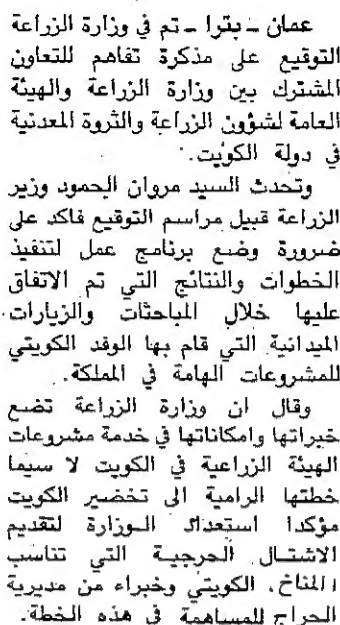 عمان ـ بترا ـ تم في وزارة الزراعة
التوقيع على مذكرة تفاهم للتعاون
المشترك بين وزارة الزراعة والهيئة
العامة لشؤون الزراعة والثروة المعدنية
في دولة الكويت.
وتحدث السيد مروان الحمود وزير
الزراعة قبيل مراسم التوقيع فاكد على
ضرورة وضع برنامج عمل لتنفيذ
الخطوات والنتائج التي تم الاتفاق
عليها خلال المباحثات والزيارات
الميدانية التي قام بها الوفد الكويتي
للمشروعات الهامة في المملكة.
وقال ان وزارة الزراعة تضع
خبراتها وامكاناتها في خدمة مشروعات
الهيئة الزراعية في الكويت لا سيما
خطتها الرامية الى تخضير الكويت
مؤكدا استعداد الوزارة لتقديم
الاشتال الحرجية التي تناسب
المناخ الكويتي وخبراء من مديرية
الحراج للمساهمة في هذه الخطة.